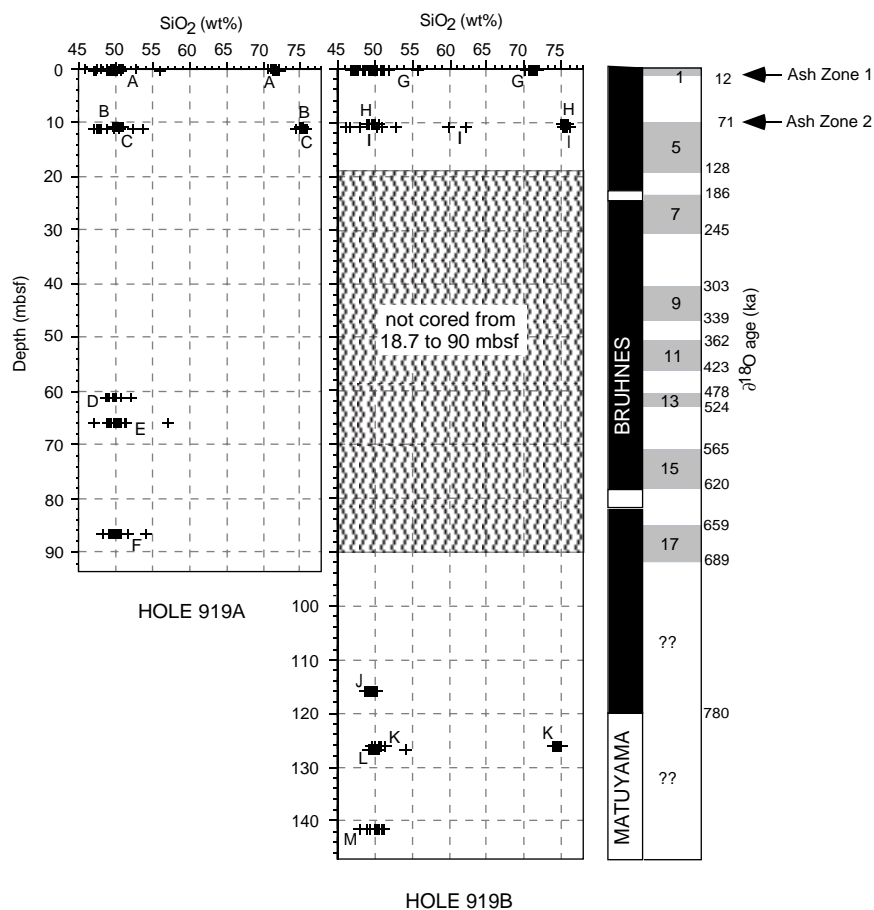 SiO2 (wt%)
45 50 55 60 65 70 75
SiO2 (wt%)
45 50 55 60 65 70 75
Depth (mbsf)
0
10
20
30
40
50
60
70
80
90
A A
B B
C C
D
E
F
HOLE 919A
G G
H H
I I I
not cored from
18.7 to 90 mbsf
100
110
120
130
140
J
K K
L
M
HOLE 919B
BRUHNES
MATUYAMA
1
5
7
9
11
13
15
17
??
??
12
71
128
186
245
303
339
362
423
478
524
565
620
659
689
780
∂18O age (ka)
Ash Zone 1
Ash Zone 2